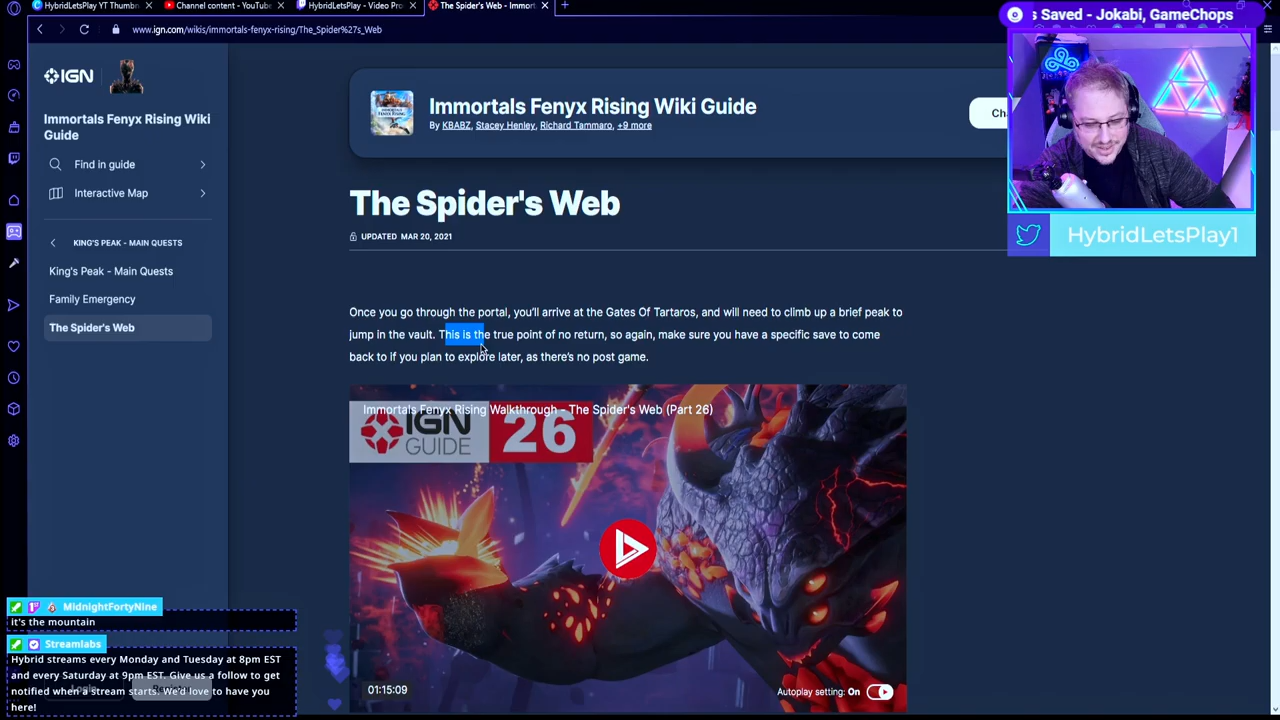 HybridLetsPlay YT Thumbn
Channel content - YouTube
HybridLetsPlay - Video Pro
The Spider's Web - Immort
s Saved - Jokabi, GameChops
www.ign.com/wikis/immortals-fenyx-rising/The_Spider%27s_Web
IGN
Immortals Fenyx Rising Wiki
Guide
Find in guide
Interactive Map
KING'S PEAK - MAIN QUESTS
King's Peak - Main Quests
Family Emergency
The Spider's Web
Immortals Fenyx Rising Wiki Guide
By KBABZ, Stacey Henley, Richard Tammaro, +9 more
Cha
HybridLetsPlay1
The Spider's Web
UPDATED MAR 20, 2021
Once you go through the portal, you'll arrive at the Gates Of Tartaros, and will need to climb up a brief peak to
jump in the vault. This is the true point of no return, so again, make sure you have a specific save to come
back to if you plan to explore later, as there's no post game.
Immortals Fenyx Rising Walkthrough - The Spider's Web (Part 26)
IGN
GUIDE
26
01:15:09
Autoplay setting: On
MidnightFortyNine
it's the mountain
Streamlabs
Hybrid streams every Monday and Tuesday at 8pm EST
and every Saturday at 9pm EST. Give us a follow to get
notified when a stream starts. We'd love to have you
here!